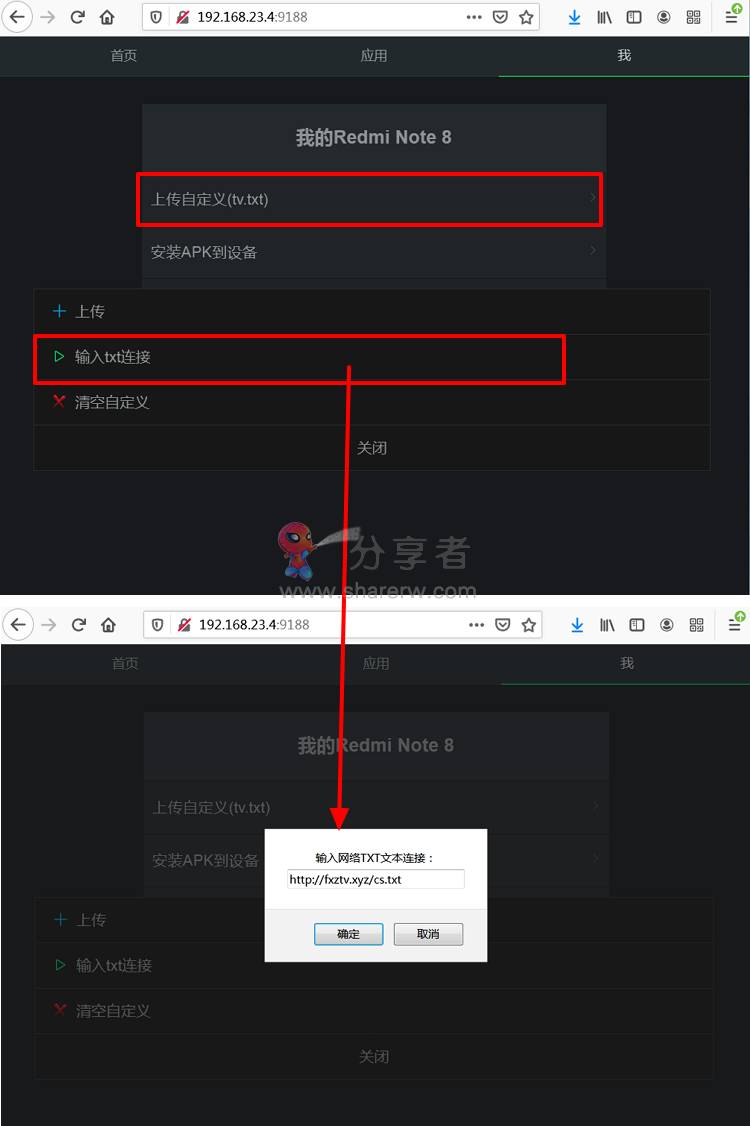 192.168.23.4:9188
首页
应用
我
我的Redmi Note 8
上传自定义(tv.txt)
安装APK到设备
上传
输入txt连接
清空自定义
关闭
分享者
www.sharerw.com
192.168.23.4:9188
首页
应用
我
我的Redmi Note 8
上传自定义(tv.txt)
安装APK到设备
输入网络TXT文本连接：
http://fxztv.xyz/cs.txt
确定
取消
上传
输入txt连接
清空自定义
关闭